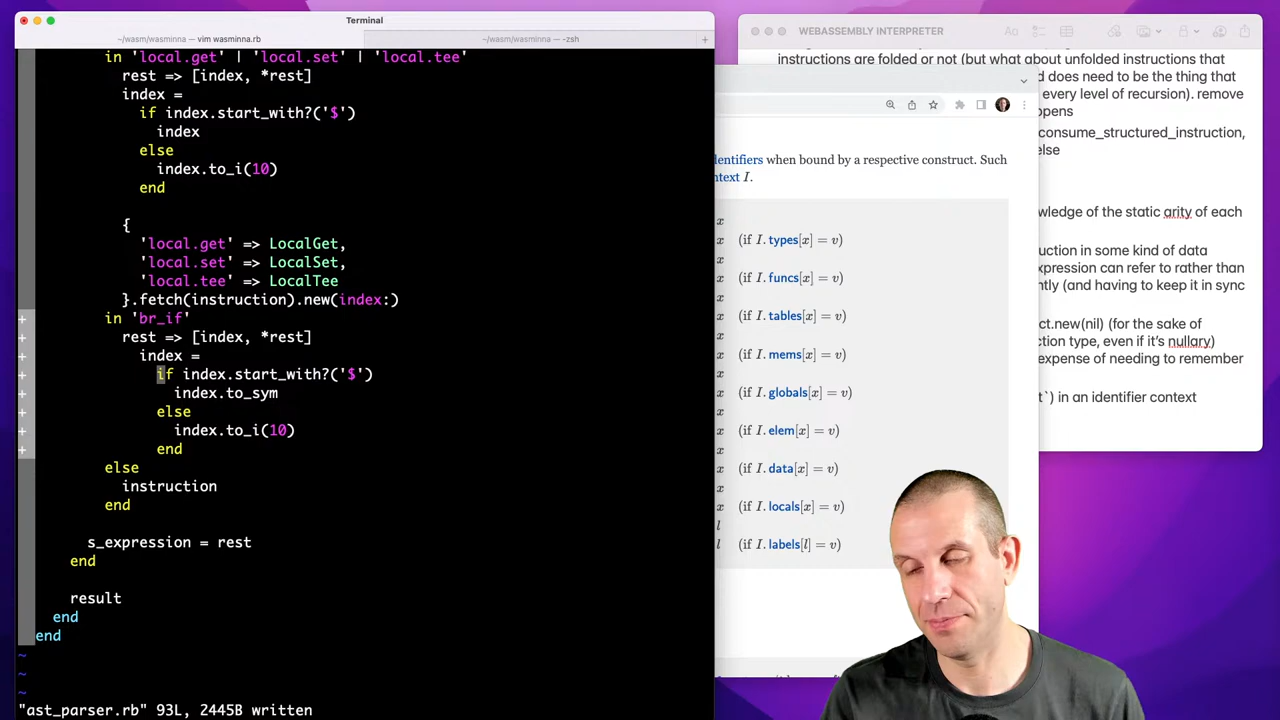 Terminal
~/wasm/wasminna — vim wasminna.rb
~/wasm/wasminna — -zsh
in 'local.get' | 'local.set' | 'local.tee'
rest => [index, *rest]
index =
if index.start_with?('$')
index
else
index.to_i(10)
end
{
'local.get' => LocalGet,
'local.set' => LocalSet,
'local.tee' => LocalTee
}.fetch(instruction).new(index:)
in 'br_if'
rest => [index, *rest]
index =
if index.start_with?('$')
index.to_sym
else
index.to_i(10)
end
else
instruction
end
s_expression = rest
end
result
end
end
~
~
~
"ast_parser.rb" 93L, 2445B written
WEBASSEMBLY INTERPRETER
instructions are folded or not (but what about unfolded instructions that
d does need to be the thing that
every level of recursion). remove
opens
consume_structured_instruction,
else
wledge of the static arity of each
uction in some kind of data
xpression can refer to rather than
ntly (and having to keep it in sync
ct.new(nil) (for the sake of
ction type, even if it's nullary)
expense of needing to remember
t`) in an identifier context
dentifiers when bound by a respective construct. Such
ntext I.
x
x (if I.types[x] = v)
x
x (if I.funcs[x] = v)
x
x (if I.tables[x] = v)
x
x (if I.mems[x] = v)
x
x (if I.globals[x] = v)
x
x (if I.elem[x] = v)
x
x (if I.data[x] = v)
x
x (if I.locals[x] = v)
l
l (if I.labels[l] = v)